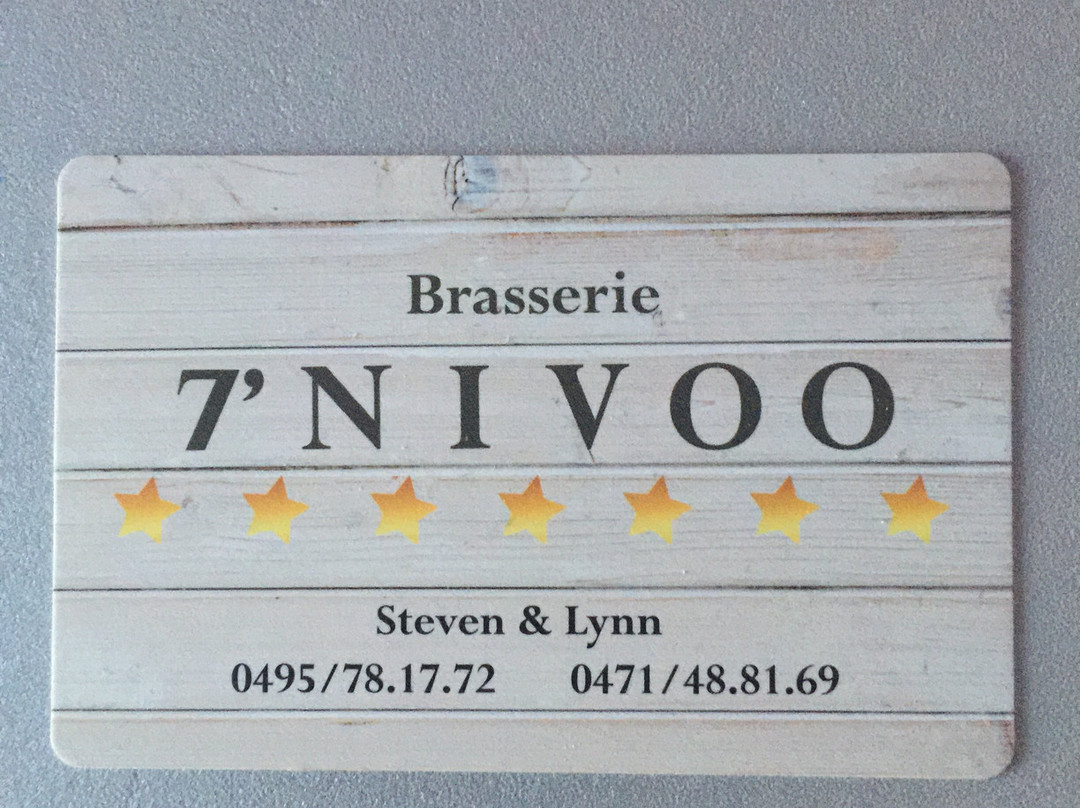 Brasserie
7’NIVOO
Steven & Lynn
0495/78.17.72 0471/48.81.69